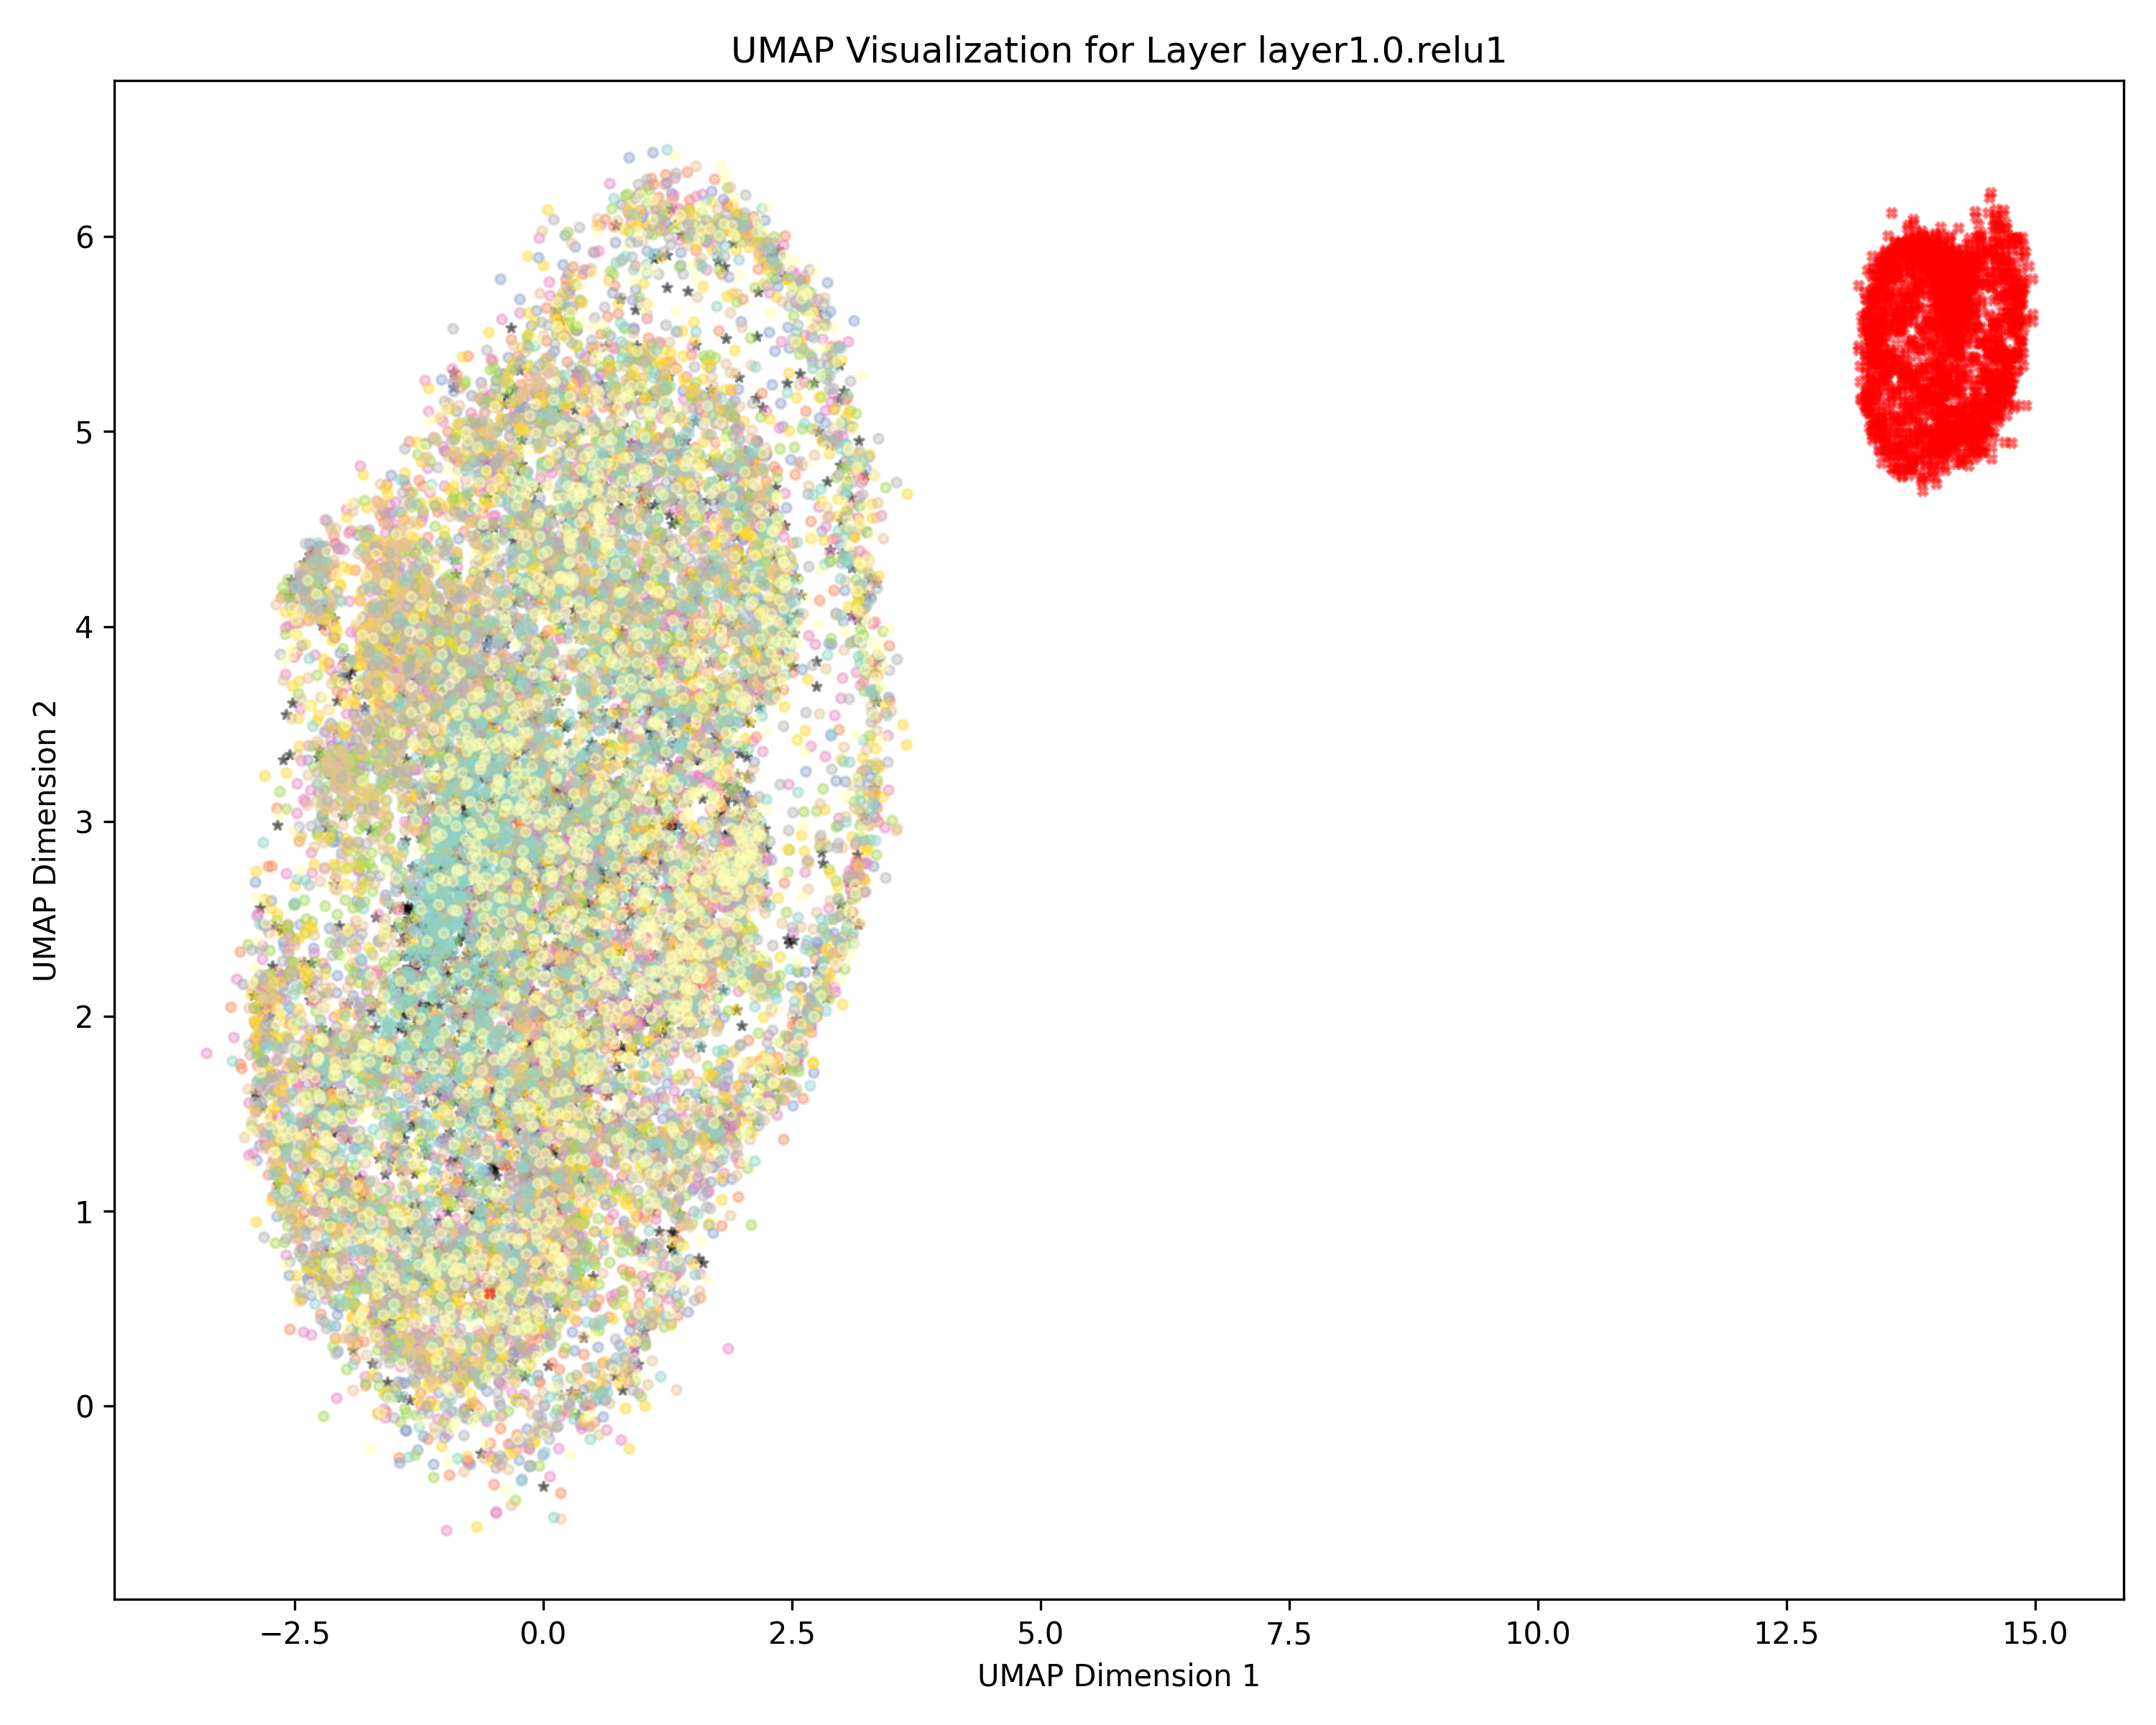 UMAP Visualization for Layer layer1.0.relu1
UMAP Dimension 2
6
5
4
3
2
1
0
−2.5 0.0 2.5 5.0 7.5 10.0 12.5 15.0
UMAP Dimension 1